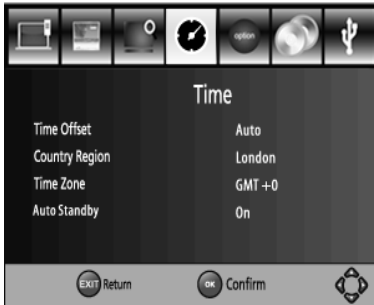 option
Time
Time Offset Auto
Country Region London
Time Zone GMT +0
Auto Standby On
EXIT Return OK Confirm